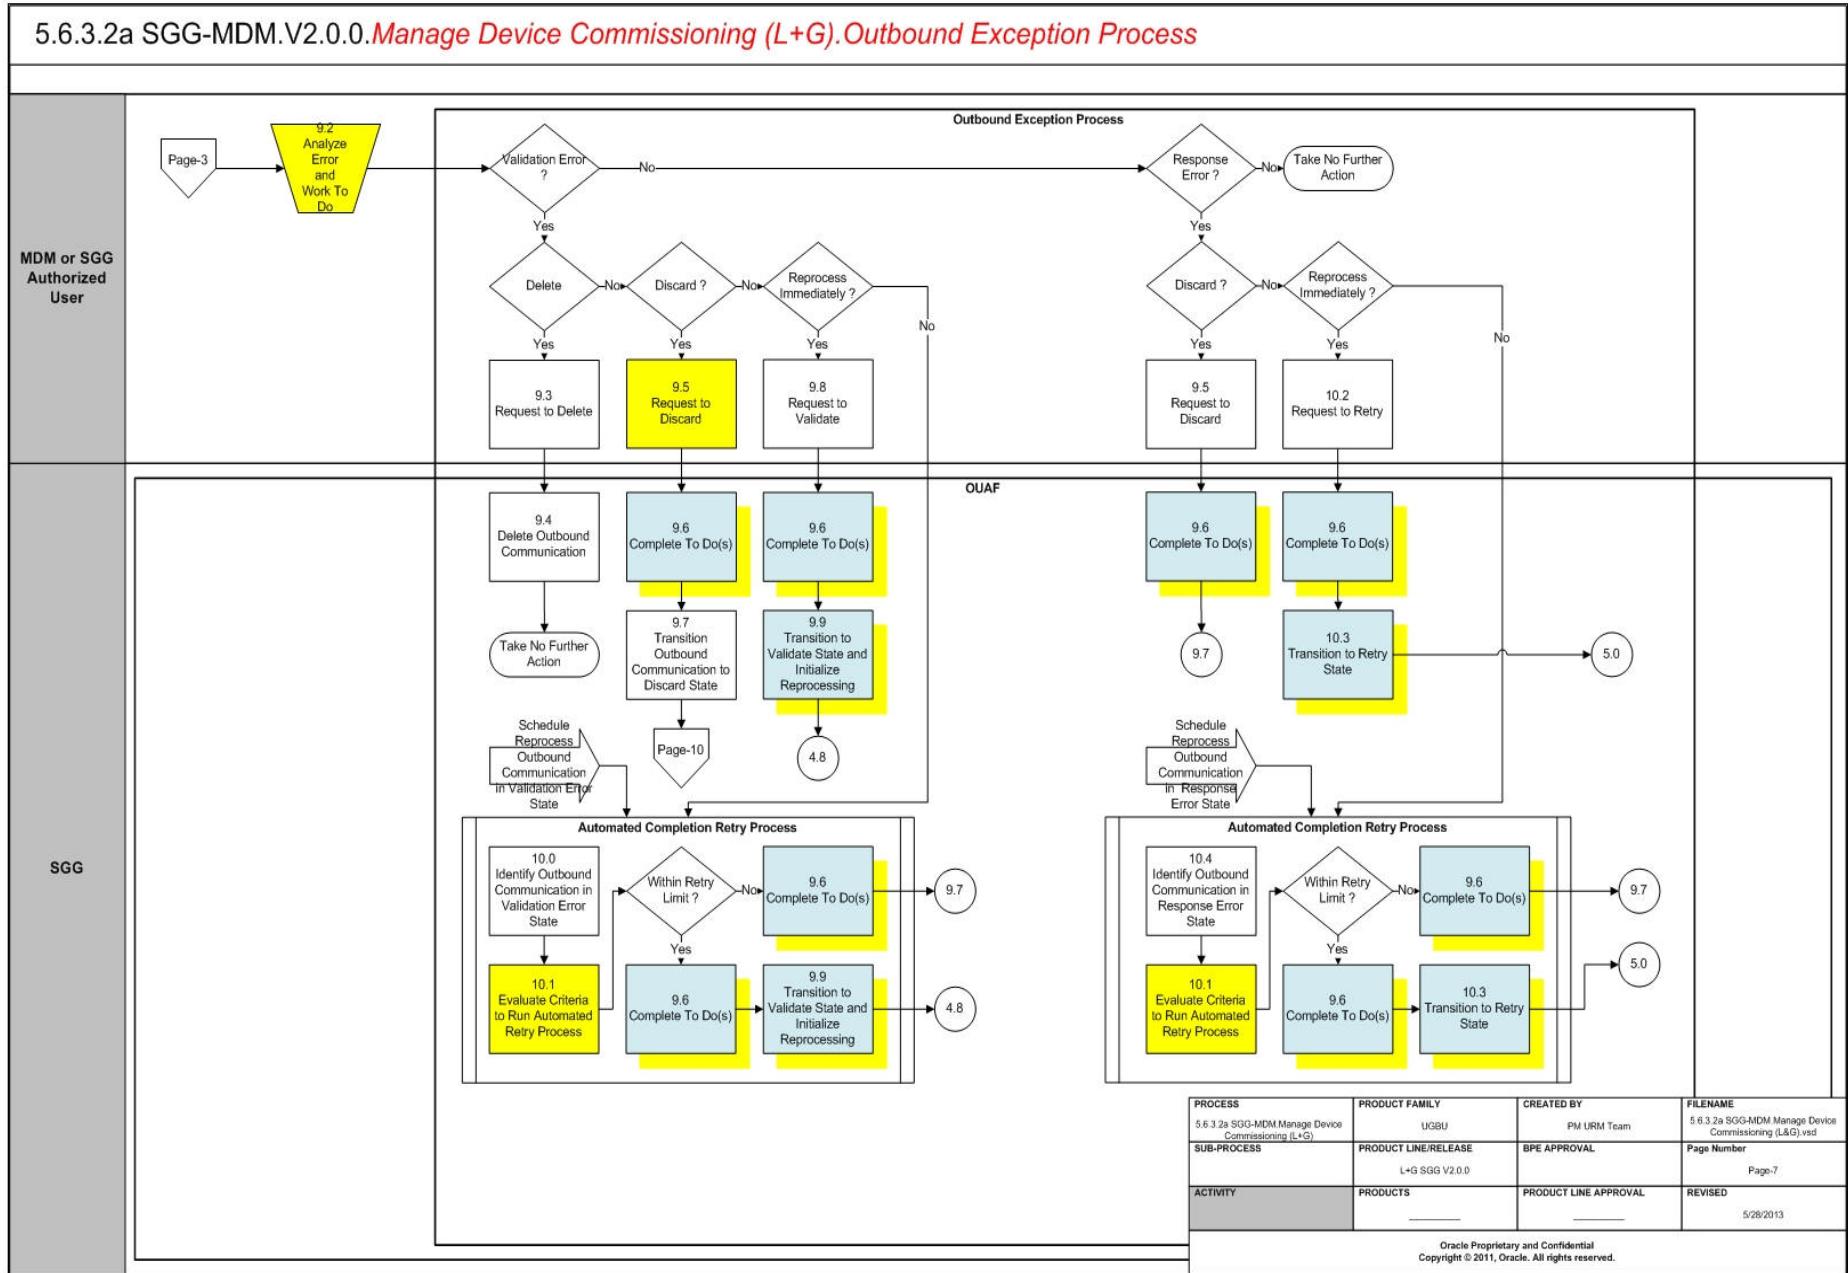 5.6.3.2a SGG-MDM.V2.0.0.Manage Device Commissioning (L+G).Outbound Exception Process
MDM or SGG
Authorized
User
Outbound Exception Process
Page-3
9.2
Analyze
Error
and
Work To
Do
Validation Error
?
No
Response
Error ?
No
Take No Further
Action
Yes
Yes
Delete
No
Discard ?
No
Reprocess
Immediately ?
No
Discard ?
No
Reprocess
Immediately ?
No
Yes
Yes
Yes
Yes
Yes
9.3
Request to Delete
9.5
Request to
Discard
9.8
Request to
Validate
9.5
Request to
Discard
10.2
Request to Retry
SGG
OUAF
9.4
Delete Outbound
Communication
9.6
Complete To Do(s)
9.6
Complete To Do(s)
9.6
Complete To Do(s)
9.6
Complete To Do(s)
Take No Further
Action
9.7
Transition
Outbound
Communication to
Discard State
9.9
Transition to
Validate State and
Initialize
Reprocessing
9.7
10.3
Transition to Retry
State
5.0
Schedule
Reprocess
Outbound
Communication
in Validation Error
State
Page-10
4.8
Schedule
Reprocess
Outbound
Communication
in Response
Error State
Automated Completion Retry Process
10.0
Identify Outbound
Communication in
Validation Error
State
Within Retry
Limit ?
No
9.6
Complete To Do(s)
9.7
Yes
10.1
Evaluate Criteria
to Run Automated
Retry Process
9.6
Complete To Do(s)
9.9
Transition to
Validate State and
Initialize
Reprocessing
4.8
Automated Completion Retry Process
10.4
Identify Outbound
Communication in
Response Error
State
Within Retry
Limit ?
No
9.6
Complete To Do(s)
9.7
Yes
10.1
Evaluate Criteria
to Run Automated
Retry Process
9.6
Complete To Do(s)
10.3
Transition to Retry
State
5.0
PROCESS
5.6.3.2a SGG-MDM.Manage Device
Commissioning (L+G)
PRODUCT FAMILY
UGBU
CREATED BY
PM URM Team
FILENAME
5.6.3.2a SGG-MDM.Manage Device
Commissioning (L&G).vsd
SUB-PROCESS
PRODUCT LINE/RELEASE
L+G SGG V2.0.0
BPE APPROVAL
Page Number
Page-7
ACTIVITY
PRODUCTS
PRODUCT LINE APPROVAL
REVISED
5/28/2013
Oracle Proprietary and Confidential
Copyright © 2011, Oracle. All rights reserved.